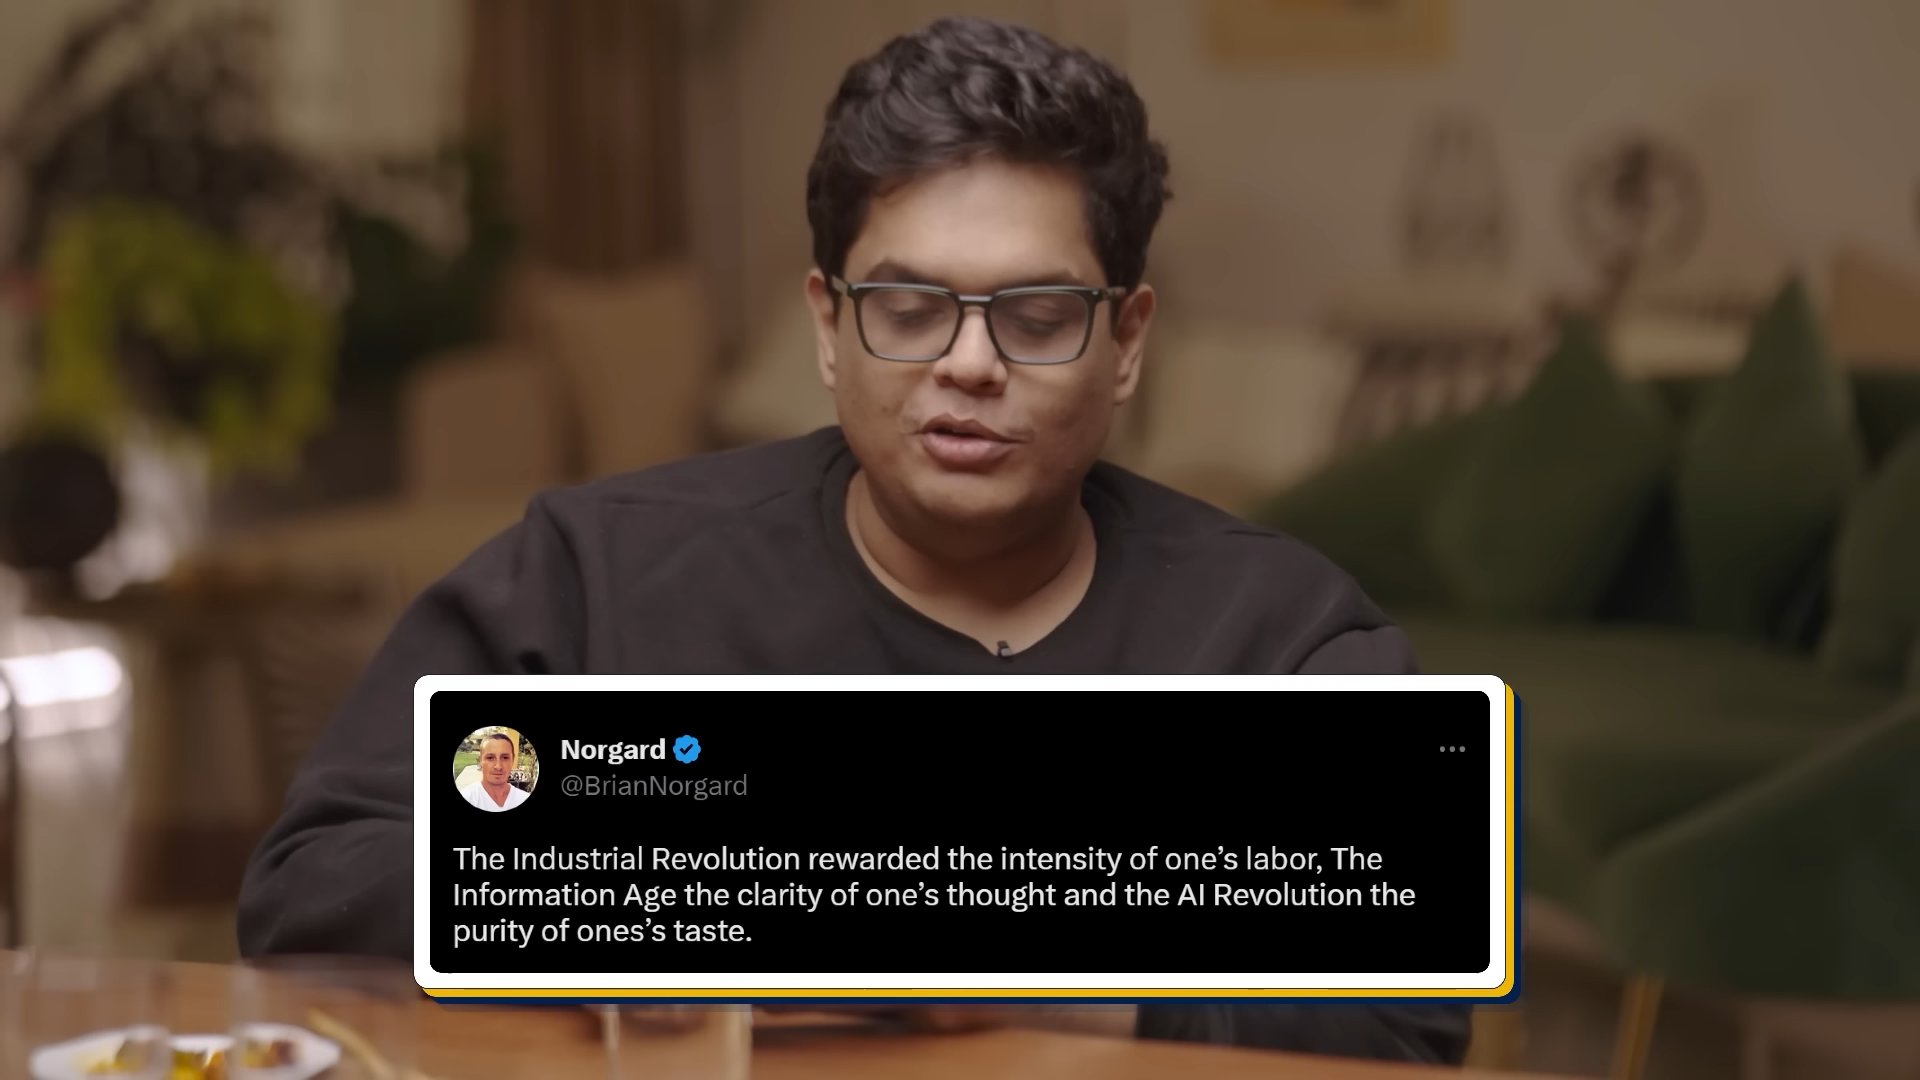 Norgard
@BrianNorgard
The Industrial Revolution rewarded the intensity of one’s labor, The
Information Age the clarity of one’s thought and the AI Revolution the
purity of ones’s taste.